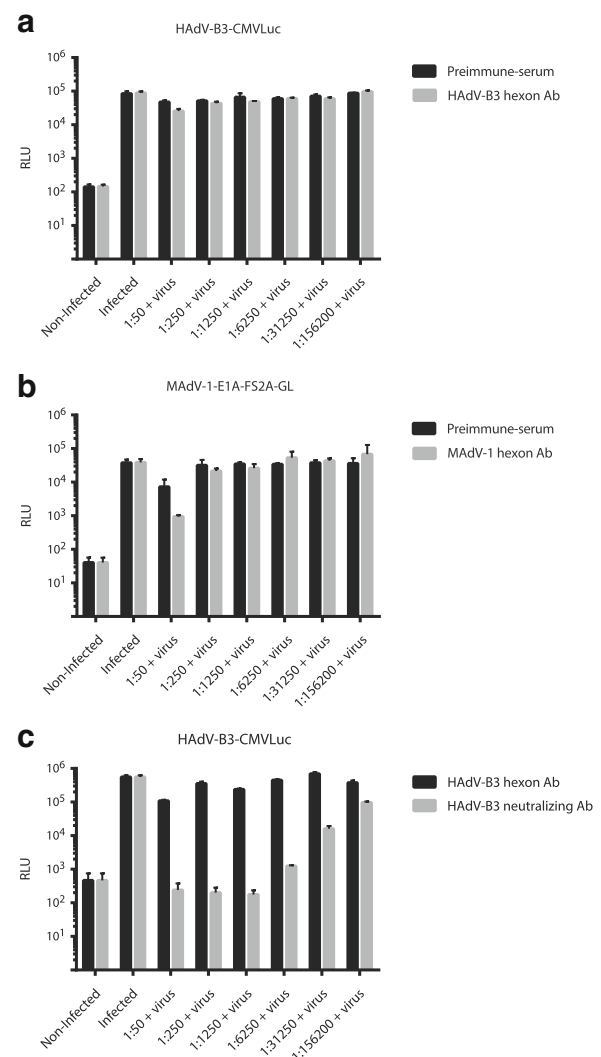 a
HAdV-B3-CMVLuc
10⁶
10⁵
10⁴
10³
10²
10¹
RLU
Non-Infected
Infected
1:50 + virus
1:250 + virus
1:1250 + virus
1:6250 + virus
1:31250 + virus
1:156200 + virus
Preimmune-serum
HAdV-B3 hexon Ab
b
MAdV-1-E1A-FS2A-GL
10⁶
10⁵
10⁴
10³
10²
10¹
RLU
Non-Infected
Infected
1:50 + virus
1:250 + virus
1:1250 + virus
1:6250 + virus
1:31250 + virus
1:156200 + virus
Preimmune-serum
MAdV-1 hexon Ab
c
HAdV-B3-CMVLuc
10⁶
10⁵
10⁴
10³
10²
10¹
RLU
Non-Infected
Infected
1:50 + virus
1:250 + virus
1:1250 + virus
1:6250 + virus
1:31250 + virus
1:156200 + virus
HAdV-B3 hexon Ab
HAdV-B3 neutralizing Ab